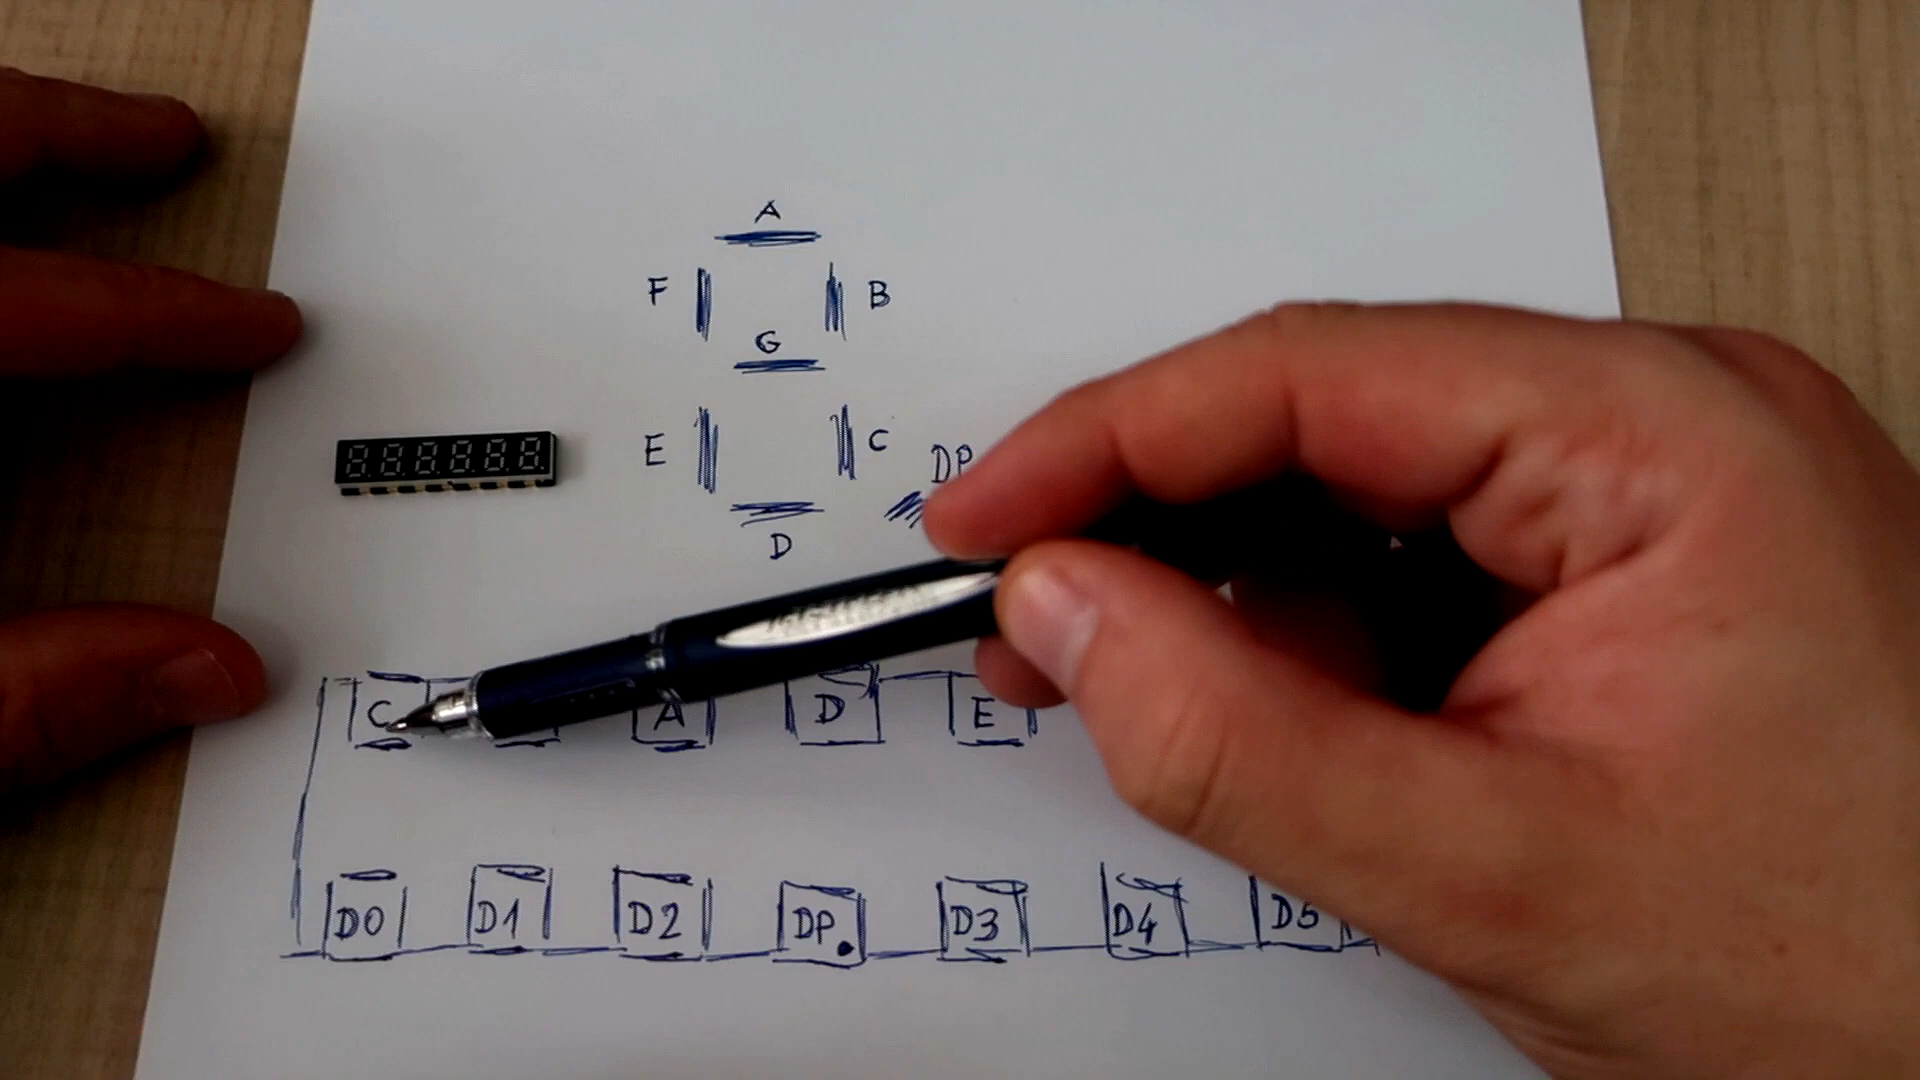 A
F B
G
E C DP
D
C A D E
D0 D1 D2 DP. D3 D4 D5